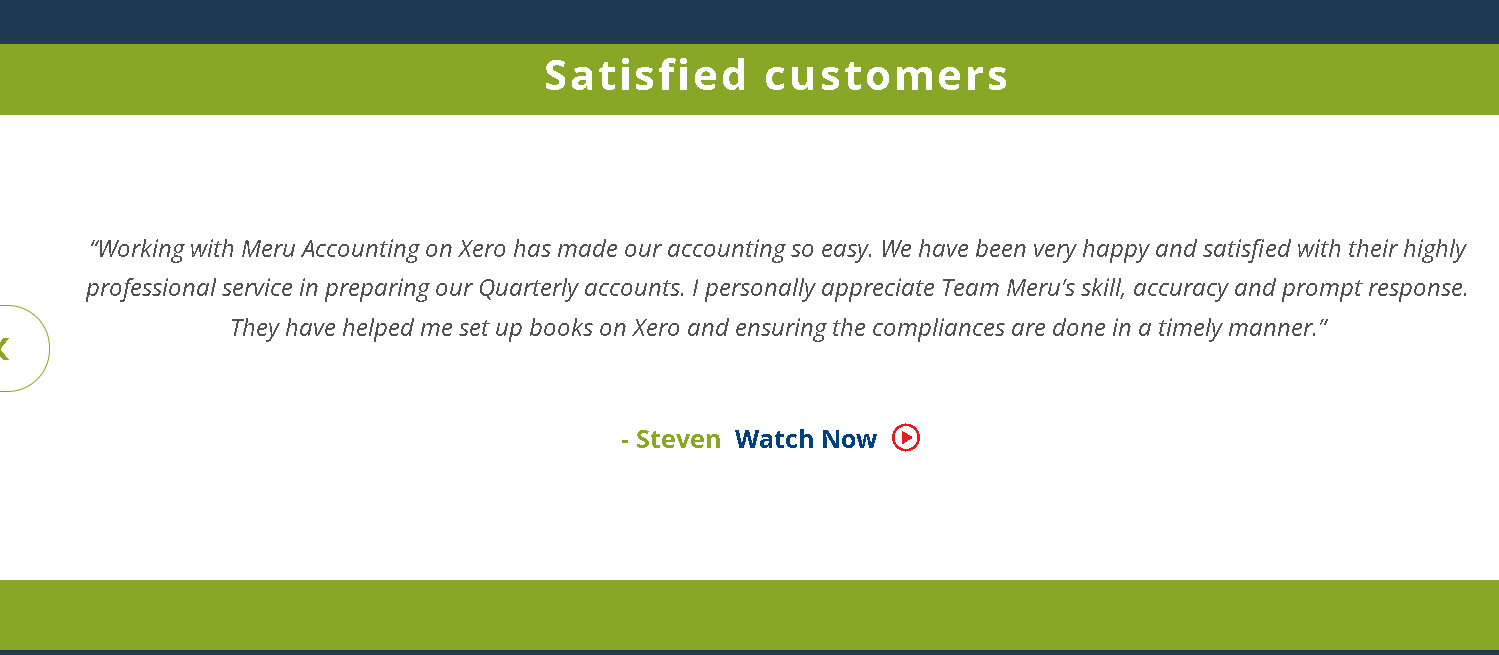 Satisfied customers
“Working with Meru Accounting on Xero has made our accounting so easy. We have been very happy and satisfied with their highly
professional service in preparing our Quarterly accounts. I personally appreciate Team Meru’s skill, accuracy and prompt response.
They have helped me set up books on Xero and ensuring the compliances are done in a timely manner.”
- Steven Watch Now